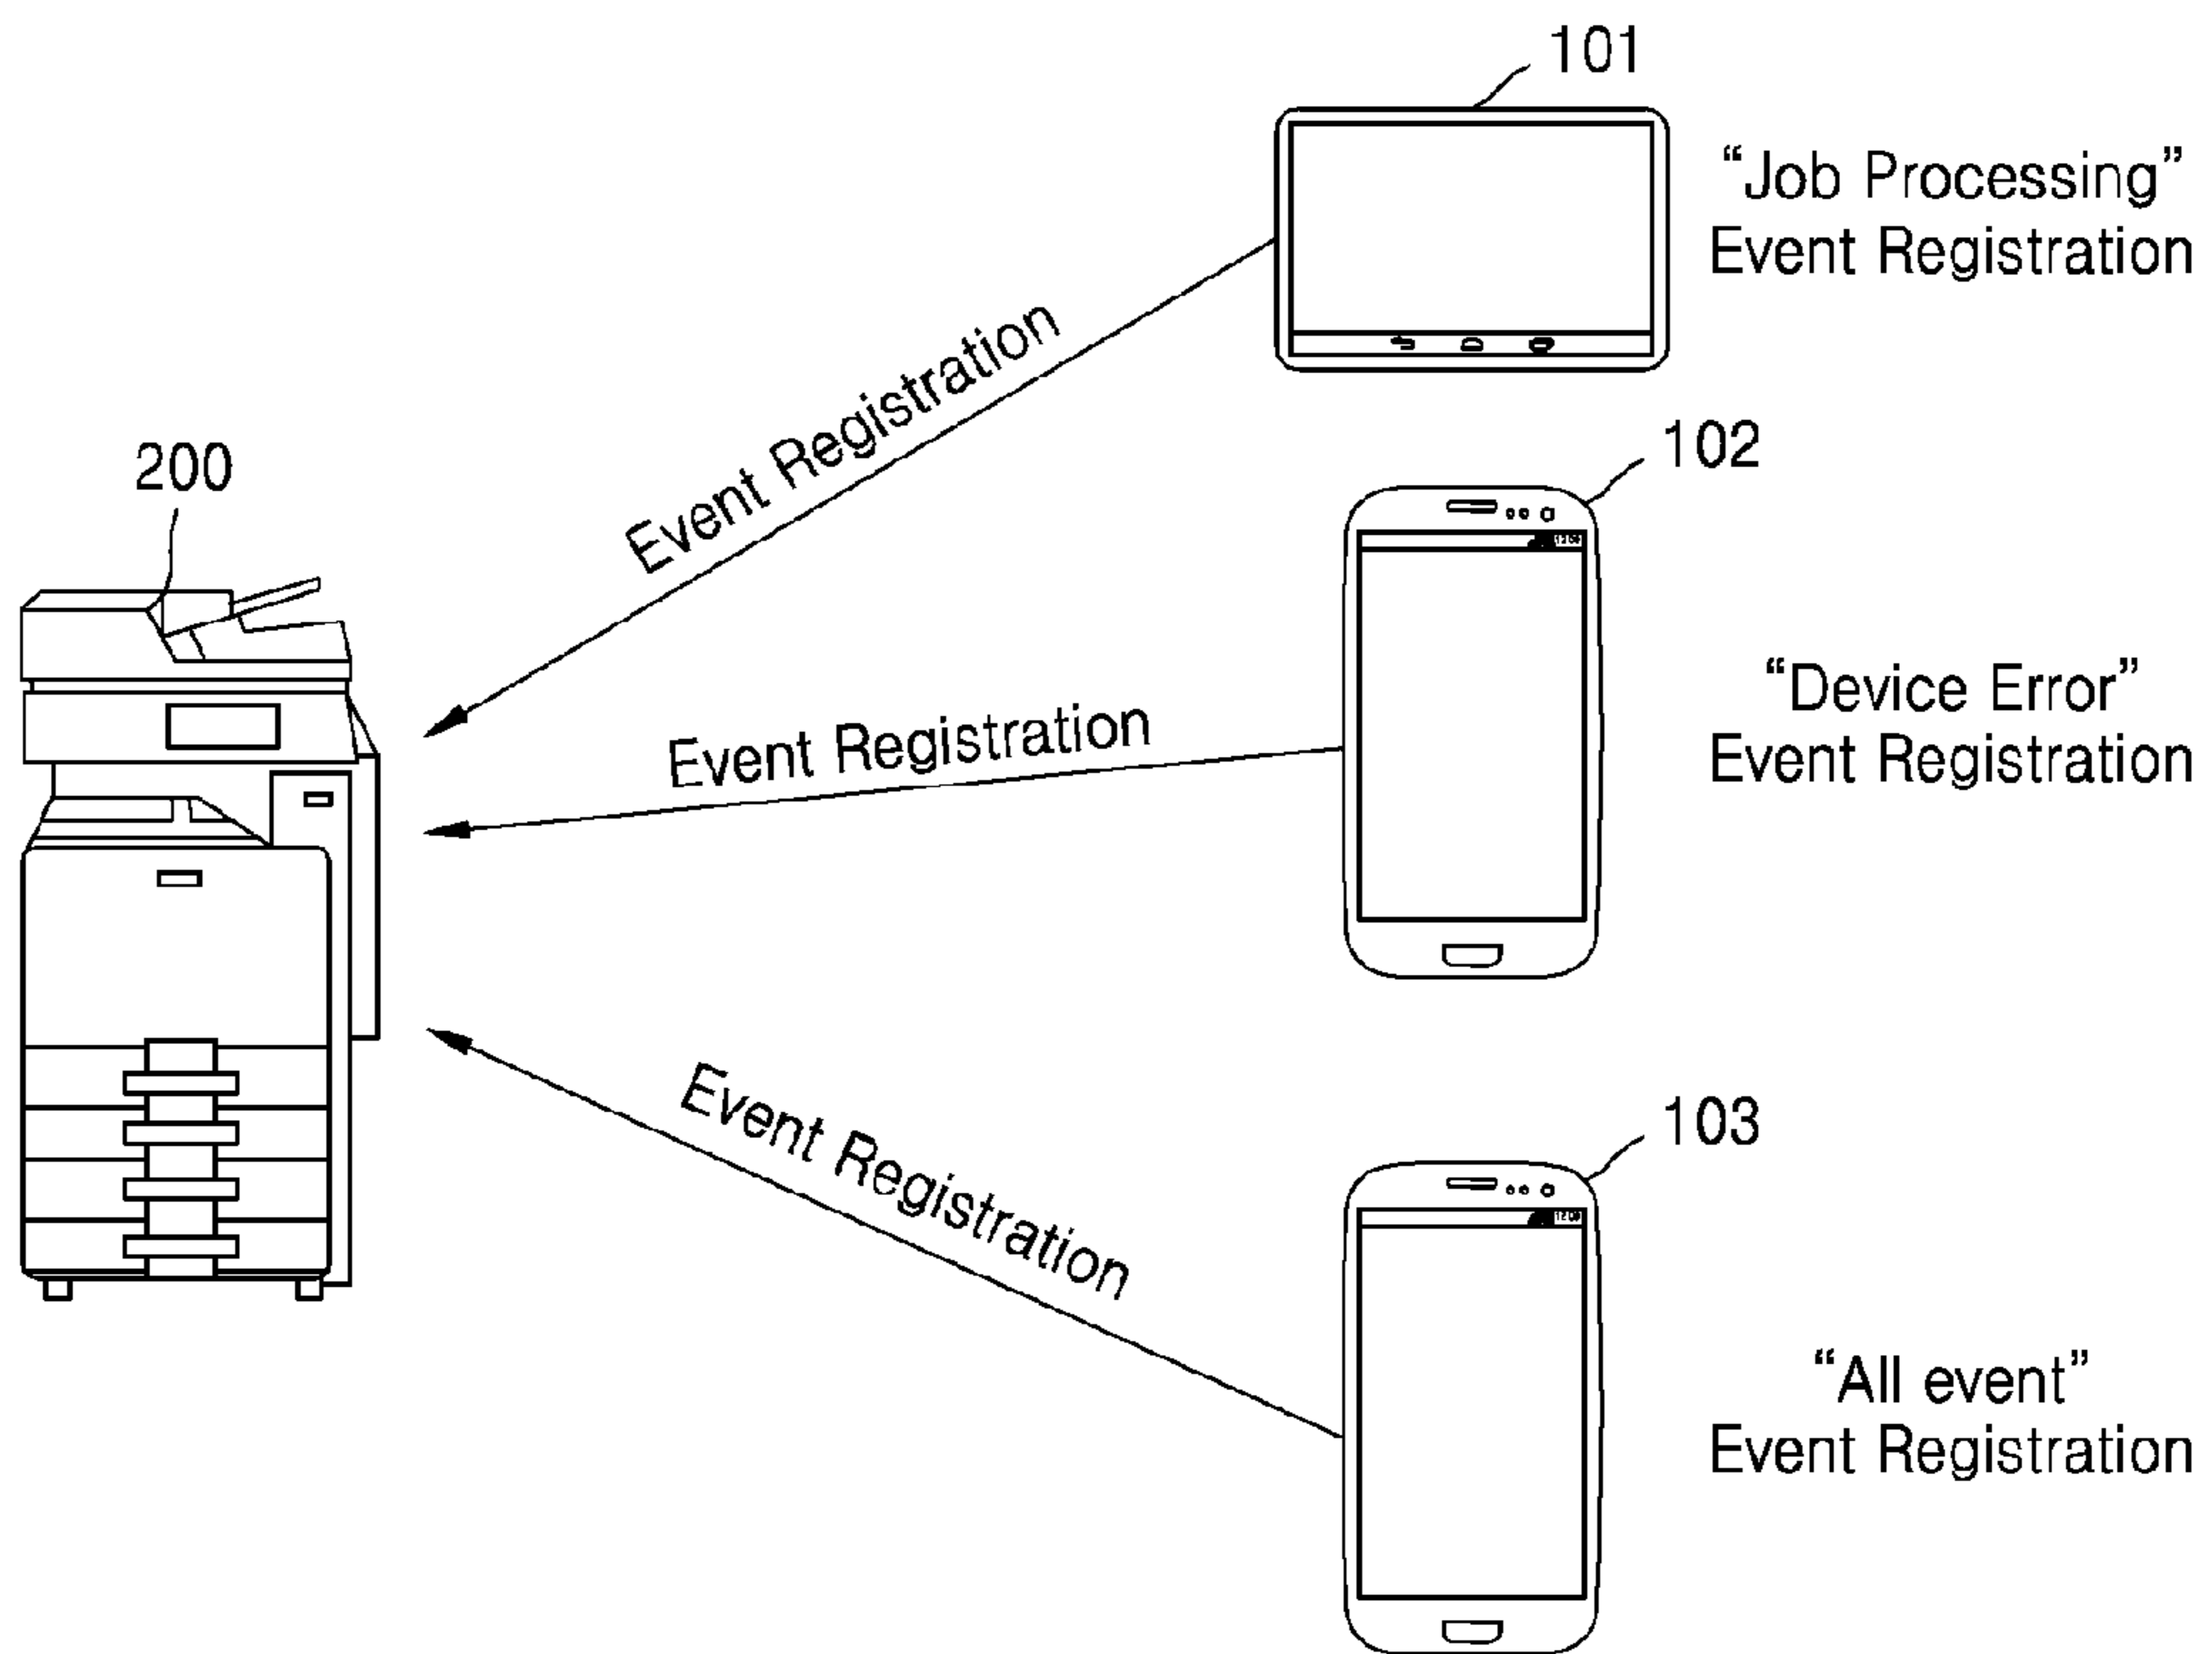 101
“Job Processing”
Event Registration
Event Registration
102
200
“Device Error”
Event Registration
Event Registration
103
Event Registration
“All event”
Event Registration